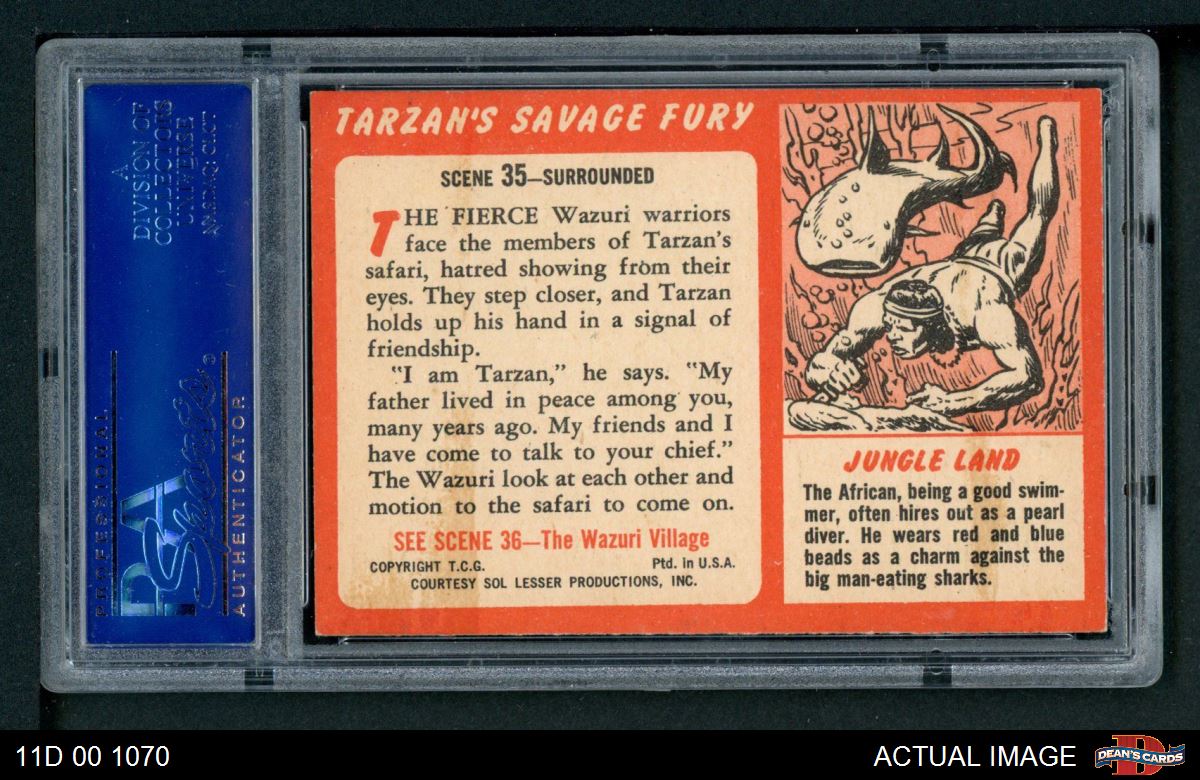 A
DIVISION OF
COLLECTORS
UNIVERSE
NASDAQ: CLCT
PSA
PROFESSIONAL
Sports
AUTHENTICATOR
TARZAN'S SAVAGE FURY
SCENE 35—SURROUNDED
THE FIERCE Wazuri warriors
face the members of Tarzan's
safari, hatred showing from their
eyes. They step closer, and Tarzan
holds up his hand in a signal of
friendship.
"I am Tarzan," he says. "My
father lived in peace among you,
many years ago. My friends and I
have come to talk to your chief."
The Wazuri look at each other and
motion to the safari to come on.
SEE SCENE 36—The Wazuri Village
COPYRIGHT T.C.G. Ptd. in U.S.A.
COURTESY SOL LESSER PRODUCTIONS, INC.
JUNGLE LAND
The African, being a good swim-
mer, often hires out as a pearl
diver. He wears red and blue
beads as a charm against the
big man-eating sharks.
11D 00 1070
ACTUAL IMAGE
DEAN'S CARDS